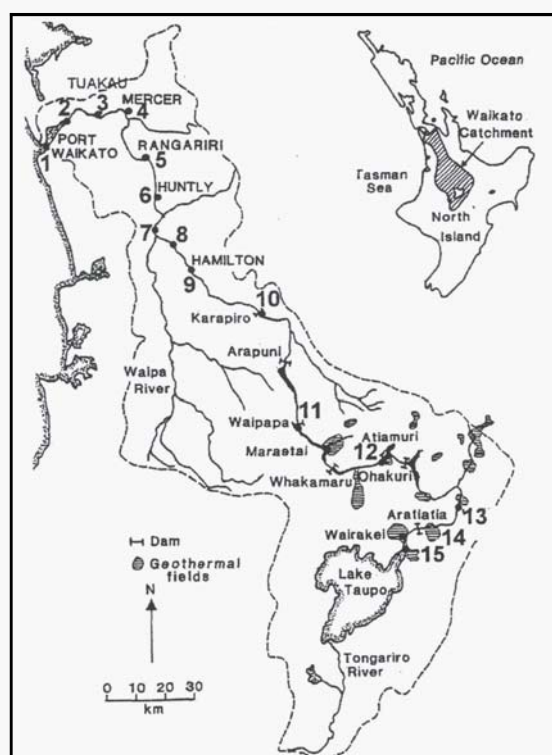 Pacific Ocean
TUAKAU
2
3
MERCER
4
Waikato
Catchment
PORT
WAIKATO
1
RANGARIRI
5
Tasman
Sea
HUNTLY
6
North
Island
7
8
HAMILTON
9
10
Karapiro
Arapuni
Waipa
River
11
Waipapa
Atiamuri
Maraetai
12
Ohakuri
Whakamaru
13
Aratiatia
14
Dam
Wairakei
Geothermal
fields
15
Lake
Taupo
N
Tongariro
River
0 10 20 30
km